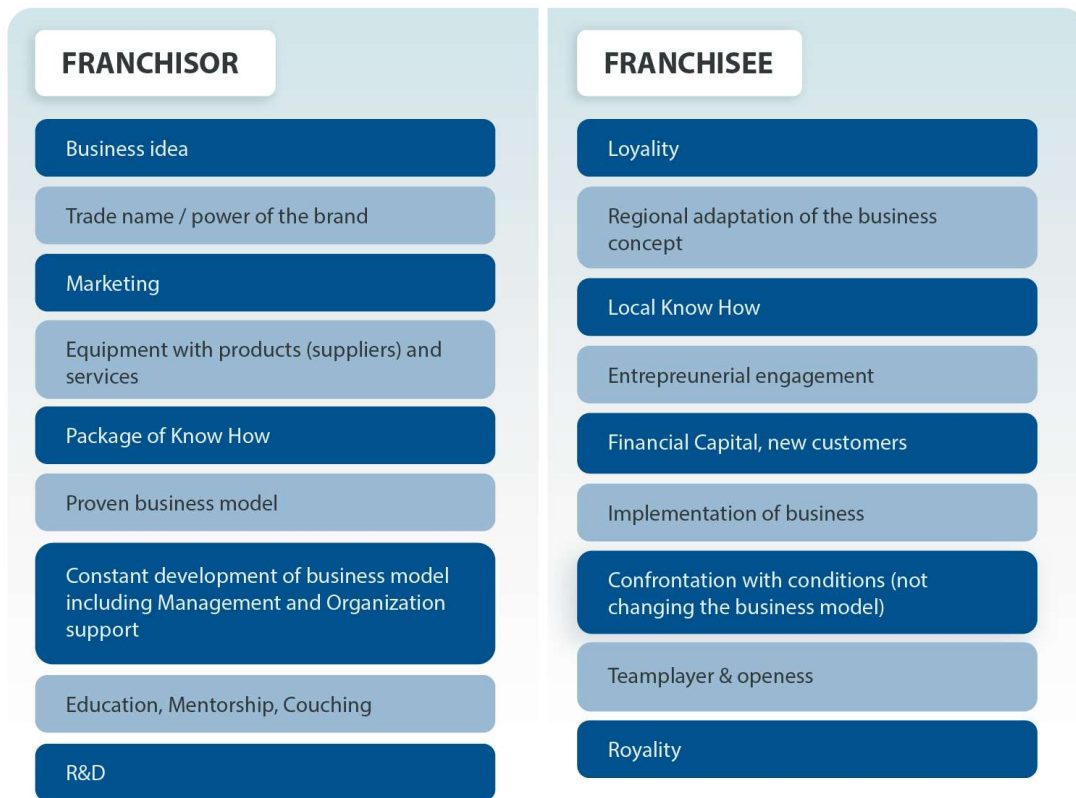 FRANCHISOR
Business idea
Trade name / power of the brand
Marketing
Equipment with products (suppliers) and
services
Package of Know How
Proven business model
Constant development of business model
including Management and Organization
support
Education, Mentorship, Couching
R&D
FRANCHISEE
Loyality
Regional adaptation of the business
concept
Local Know How
Entrepreunerial engagement
Financial Capital, new customers
Implementation of business
Confrontation with conditions (not
changing the business model)
Teamplayer & openess
Royality